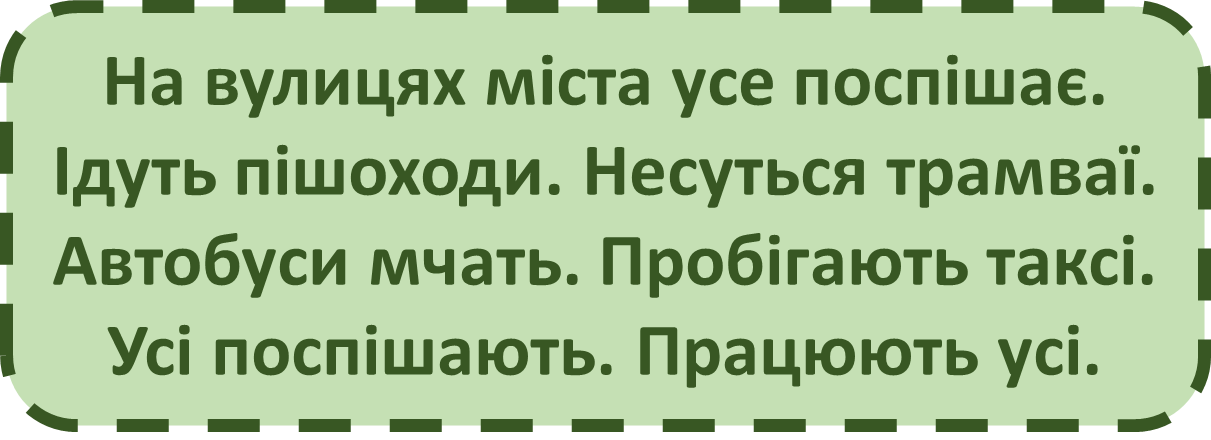 На вулицях міста усе поспішає.
Ідуть пішоходи. Несуться трамваї.
Автобуси мчать. Пробігають таксі.
Усі поспішають. Працюють усі.